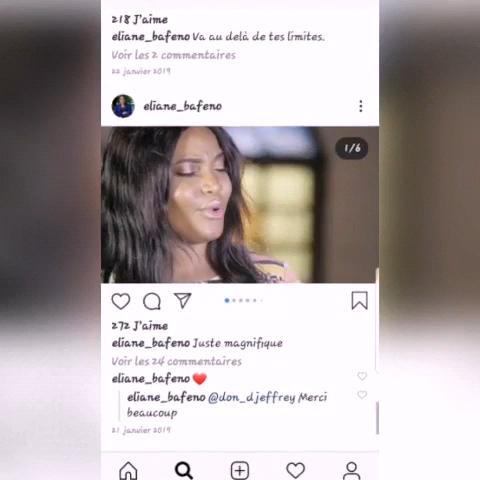 218 J'aime
eliane_bafeno Va au delà de tes limites.
Voir les 2 commentaires
22 janvier 2019
eliane_bafeno
1/6
272 J'aime
eliane_bafeno Juste magnifique
Voir les 24 commentaires
eliane_bafeno ❤️
eliane_bafeno @don_djeffrey Merci
beaucoup
21 janvier 2019